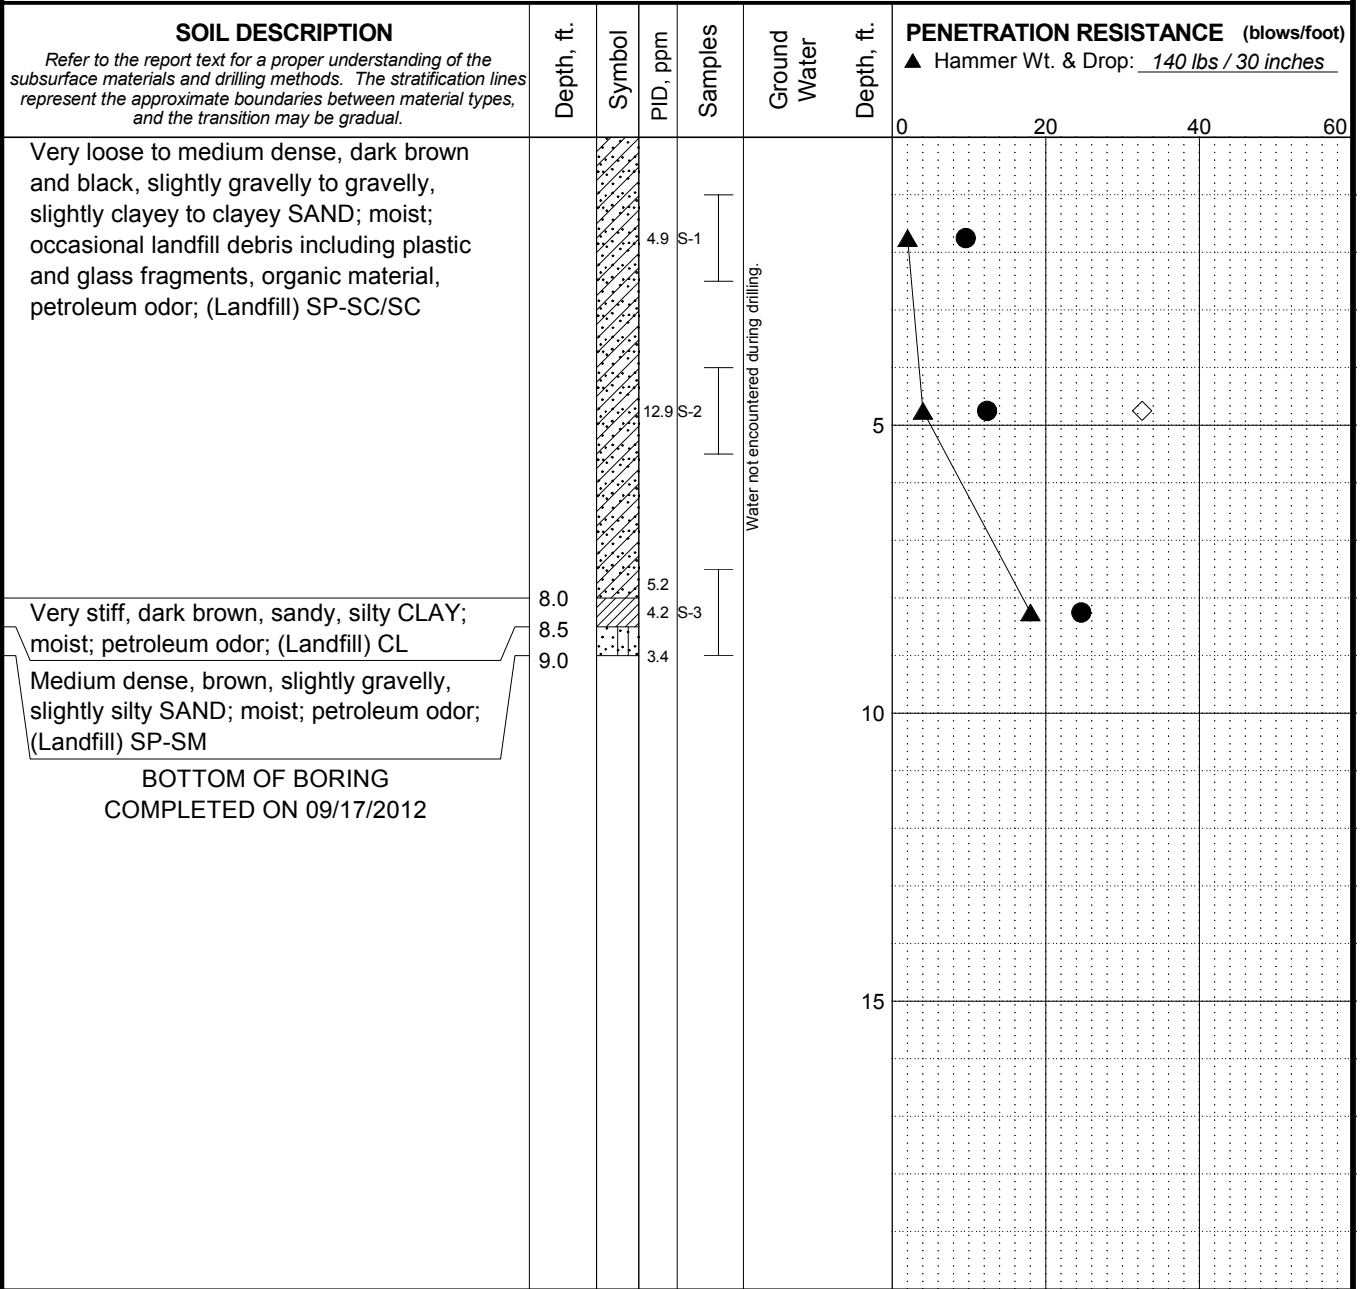 SOIL DESCRIPTION
Refer to the report text for a proper understanding of the
subsurface materials and drilling methods. The stratification lines
represent the approximate boundaries between material types,
and the transition may be gradual.
Depth, ft.
Symbol
PID, ppm
Samples
Ground
Water
Depth, ft.
PENETRATION RESISTANCE (blows/foot)
▲ Hammer Wt. & Drop: 140 lbs / 30 inches
0 20 40 60
Very loose to medium dense, dark brown
and black, slightly gravelly to gravelly,
slightly clayey to clayey SAND; moist;
occasional landfill debris including plastic
and glass fragments, organic material,
petroleum odor; (Landfill) SP-SC/SC
4.9 S-1
Water not encountered during drilling.
12.9 S-2
5
5.2
8.0
Very stiff, dark brown, sandy, silty CLAY;
moist; petroleum odor; (Landfill) CL
4.2 S-3
8.5
3.4
9.0
Medium dense, brown, slightly gravelly,
slightly silty SAND; moist; petroleum odor;
(Landfill) SP-SM
10
BOTTOM OF BORING
COMPLETED ON 09/17/2012
15